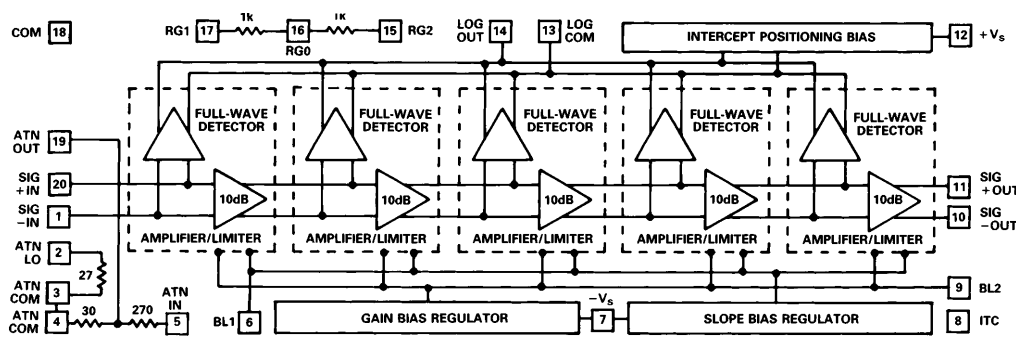 COM 18
RG1 17
1k
16
RG0
1k
15 RG2
LOG OUT 14
13 LOG COM
INTERCEPT POSITIONING BIAS
12 +Vs
FULL-WAVE DETECTOR
FULL-WAVE DETECTOR
FULL-WAVE DETECTOR
FULL-WAVE DETECTOR
FULL-WAVE DETECTOR
ATN OUT 19
SIG +IN 20
SIG -IN 1
10dB
10dB
10dB
10dB
10dB
11 SIG +OUT
10 SIG -OUT
AMPLIFIER/LIMITER
AMPLIFIER/LIMITER
AMPLIFIER/LIMITER
AMPLIFIER/LIMITER
AMPLIFIER/LIMITER
ATN LO 2
27
ATN COM 3
ATN COM 4
30
270
ATN IN
5
BL1 6
GAIN BIAS REGULATOR
-Vs
7
SLOPE BIAS REGULATOR
9 BL2
8 ITC